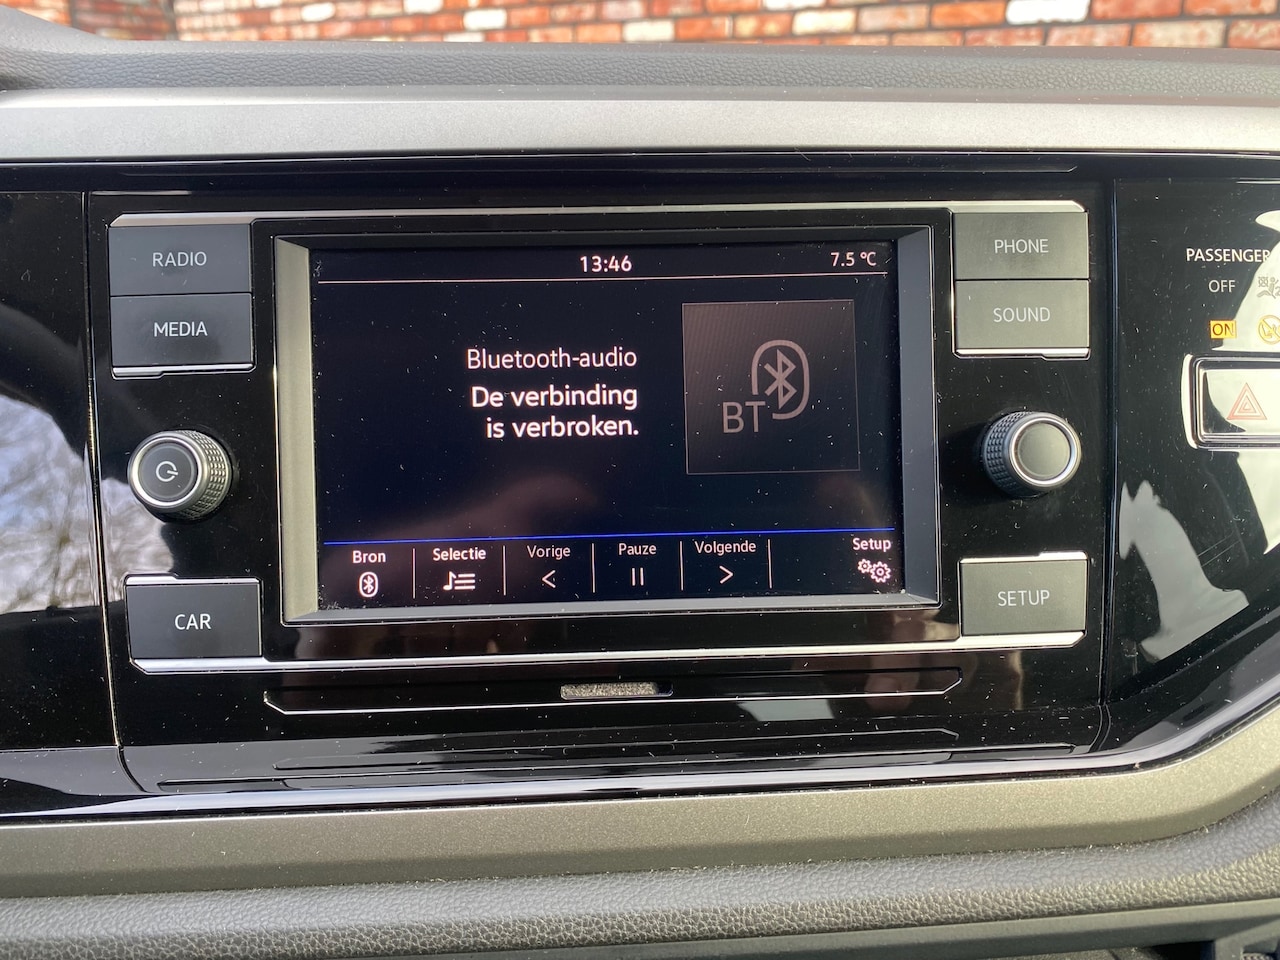 RADIO
MEDIA
CAR
13:46
7.5 °C
Bluetooth-audio
De verbinding
is verbroken.
BT
Bron
Selectie
Vorige
Pauze
Volgende
Setup
PHONE
SOUND
SETUP
PASSENGER
OFF
ON